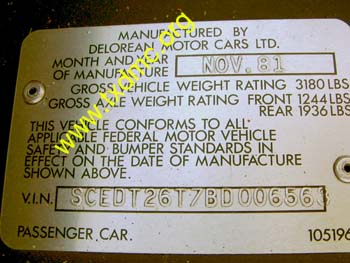 MANUFACTURED BY
DELOREAN MOTOR CARS LTD.
MONTH AND YEAR
OF MANUFACTURE NOV. 81
GROSS VEHICLE WEIGHT RATING 3180 LBS
GROSS AXLE WEIGHT RATING FRONT 1244 LBS
REAR 1936 LBS
THIS VEHICLE CONFORMS TO ALL
APPLICABLE FEDERAL MOTOR VEHICLE
SAFETY AND BUMPER STANDARDS IN
EFFECT ON THE DATE OF MANUFACTURE
SHOWN ABOVE.
V.I.N. SCEDT26T7BD006563
PASSENGER CAR. 105196